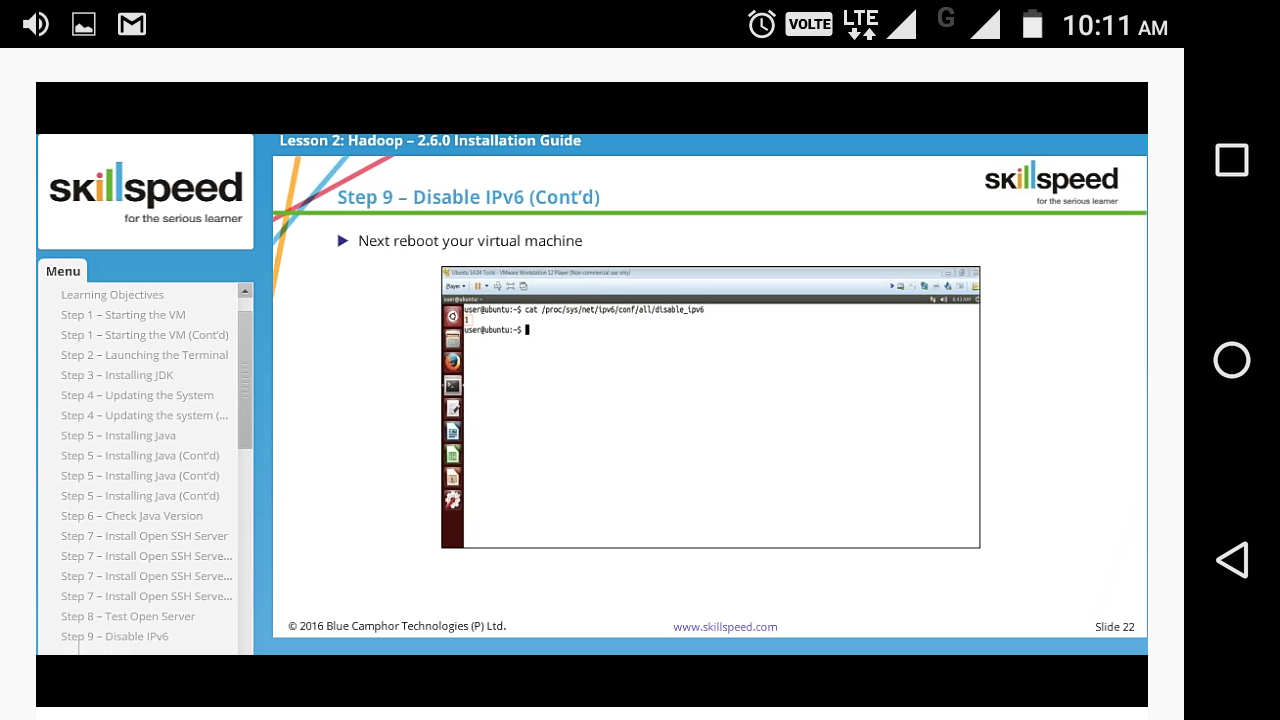 VOLTE LTE G 10:11 AM
Lesson 2: Hadoop – 2.6.0 Installation Guide
skillspeed
for the serious learner
Menu
Learning Objectives
Step 1 – Starting the VM
Step 1 – Starting the VM (Cont'd)
Step 2 – Launching the Terminal
Step 3 – Installing JDK
Step 4 – Updating the System
Step 4 – Updating the system (...
Step 5 – Installing Java
Step 5 – Installing Java (Cont'd)
Step 5 – Installing Java (Cont'd)
Step 5 – Installing Java (Cont'd)
Step 6 – Check Java Version
Step 7 – Install Open SSH Server
Step 7 – Install Open SSH Serve...
Step 7 – Install Open SSH Serve...
Step 7 – Install Open SSH Serve...
Step 8 – Test Open Server
Step 9 – Disable IPv6
Step 9 – Disable IPv6 (Cont'd)
skillspeed
for the serious learner
Next reboot your virtual machine
Ubuntu 14.04 Tools - VMware Workstation 12 Player (Non-commercial use only)
Player
user@ubuntu: ~
user@ubuntu:~$ cat /proc/sys/net/ipv6/conf/all/disable_ipv6
1
user@ubuntu:~$
© 2016 Blue Camphor Technologies (P) Ltd.
www.skillspeed.com
Slide 22